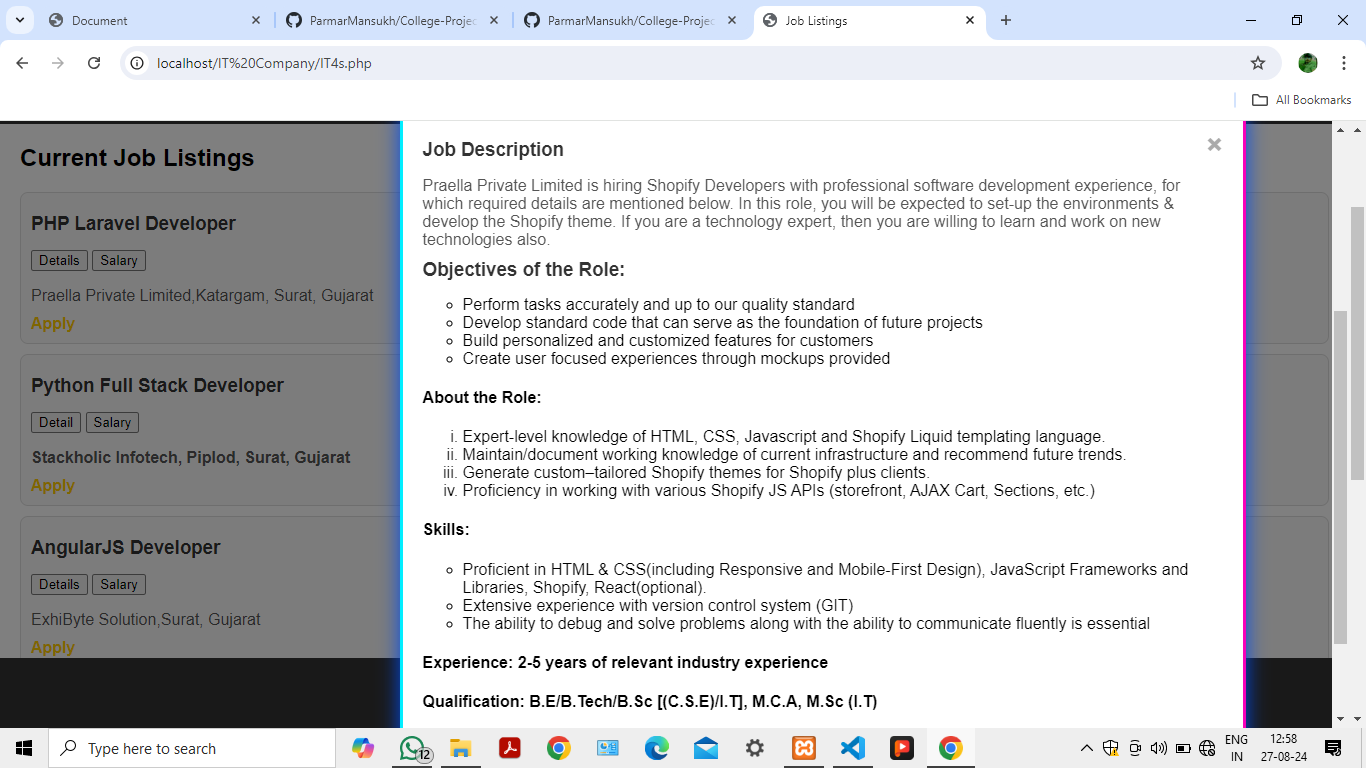 Document
ParmarMansukh/College-Projec
ParmarMansukh/College-Projec
Job Listings
localhost/IT%20Company/IT4s.php
All Bookmarks
Current Job Listings
PHP Laravel Developer
Details
Salary
Praella Private Limited,Katargam, Surat, Gujarat
Apply
Python Full Stack Developer
Detail
Salary
Stackholic Infotech, Piplod, Surat, Gujarat
Apply
AngularJS Developer
Details
Salary
ExhiByte Solution,Surat, Gujarat
Apply
Job Description
Praella Private Limited is hiring Shopify Developers with professional software development experience, for
which required details are mentioned below. In this role, you will be expected to set-up the environments &
develop the Shopify theme. If you are a technology expert, then you are willing to learn and work on new
technologies also.
Objectives of the Role:
Perform tasks accurately and up to our quality standard
Develop standard code that can serve as the foundation of future projects
Build personalized and customized features for customers
Create user focused experiences through mockups provided
About the Role:
i. Expert-level knowledge of HTML, CSS, Javascript and Shopify Liquid templating language.
ii. Maintain/document working knowledge of current infrastructure and recommend future trends.
iii. Generate custom–tailored Shopify themes for Shopify plus clients.
iv. Proficiency in working with various Shopify JS APIs (storefront, AJAX Cart, Sections, etc.)
Skills:
Proficient in HTML & CSS(including Responsive and Mobile-First Design), JavaScript Frameworks and
Libraries, Shopify, React(optional).
Extensive experience with version control system (GIT)
The ability to debug and solve problems along with the ability to communicate fluently is essential
Experience: 2-5 years of relevant industry experience
Qualification: B.E/B.Tech/B.Sc [(C.S.E)/I.T], M.C.A, M.Sc (I.T)
Type here to search
12
ENG
IN
12:58
27-08-24